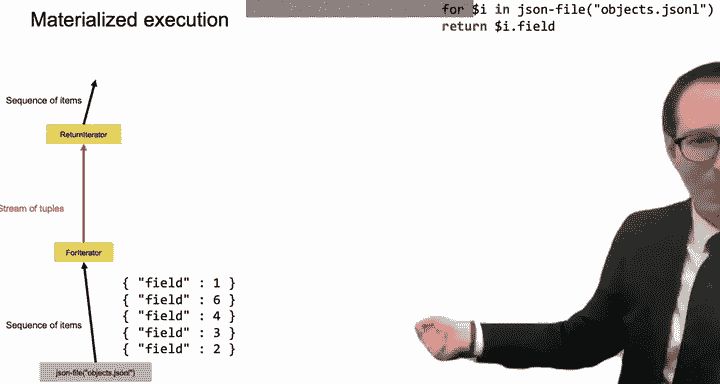 Materialized execution
for $i in json-file("objects.jsonl")
return $i.field
Sequence of items
ReturnIterator
Stream of tuples
ForIterator
{ "field" : 1 }
{ "field" : 6 }
{ "field" : 4 }
{ "field" : 3 }
{ "field" : 2 }
Sequence of items
json-file("objects.jsonl")